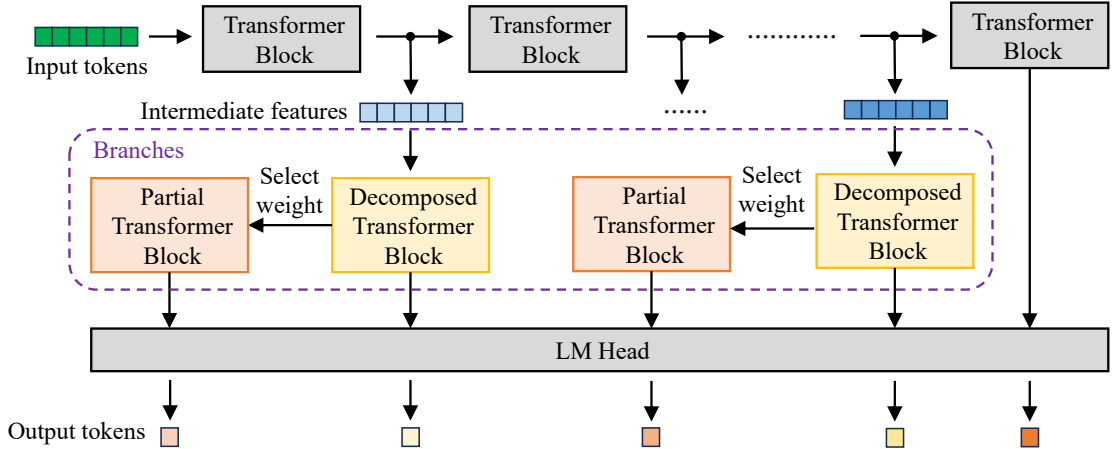 Input tokens
Transformer
Block
Transformer
Block
Transformer
Block
Intermediate features
Branches
Partial
Transformer
Block
Select
weight
Decomposed
Transformer
Block
Partial
Transformer
Block
Select
weight
Decomposed
Transformer
Block
LM Head
Output tokens